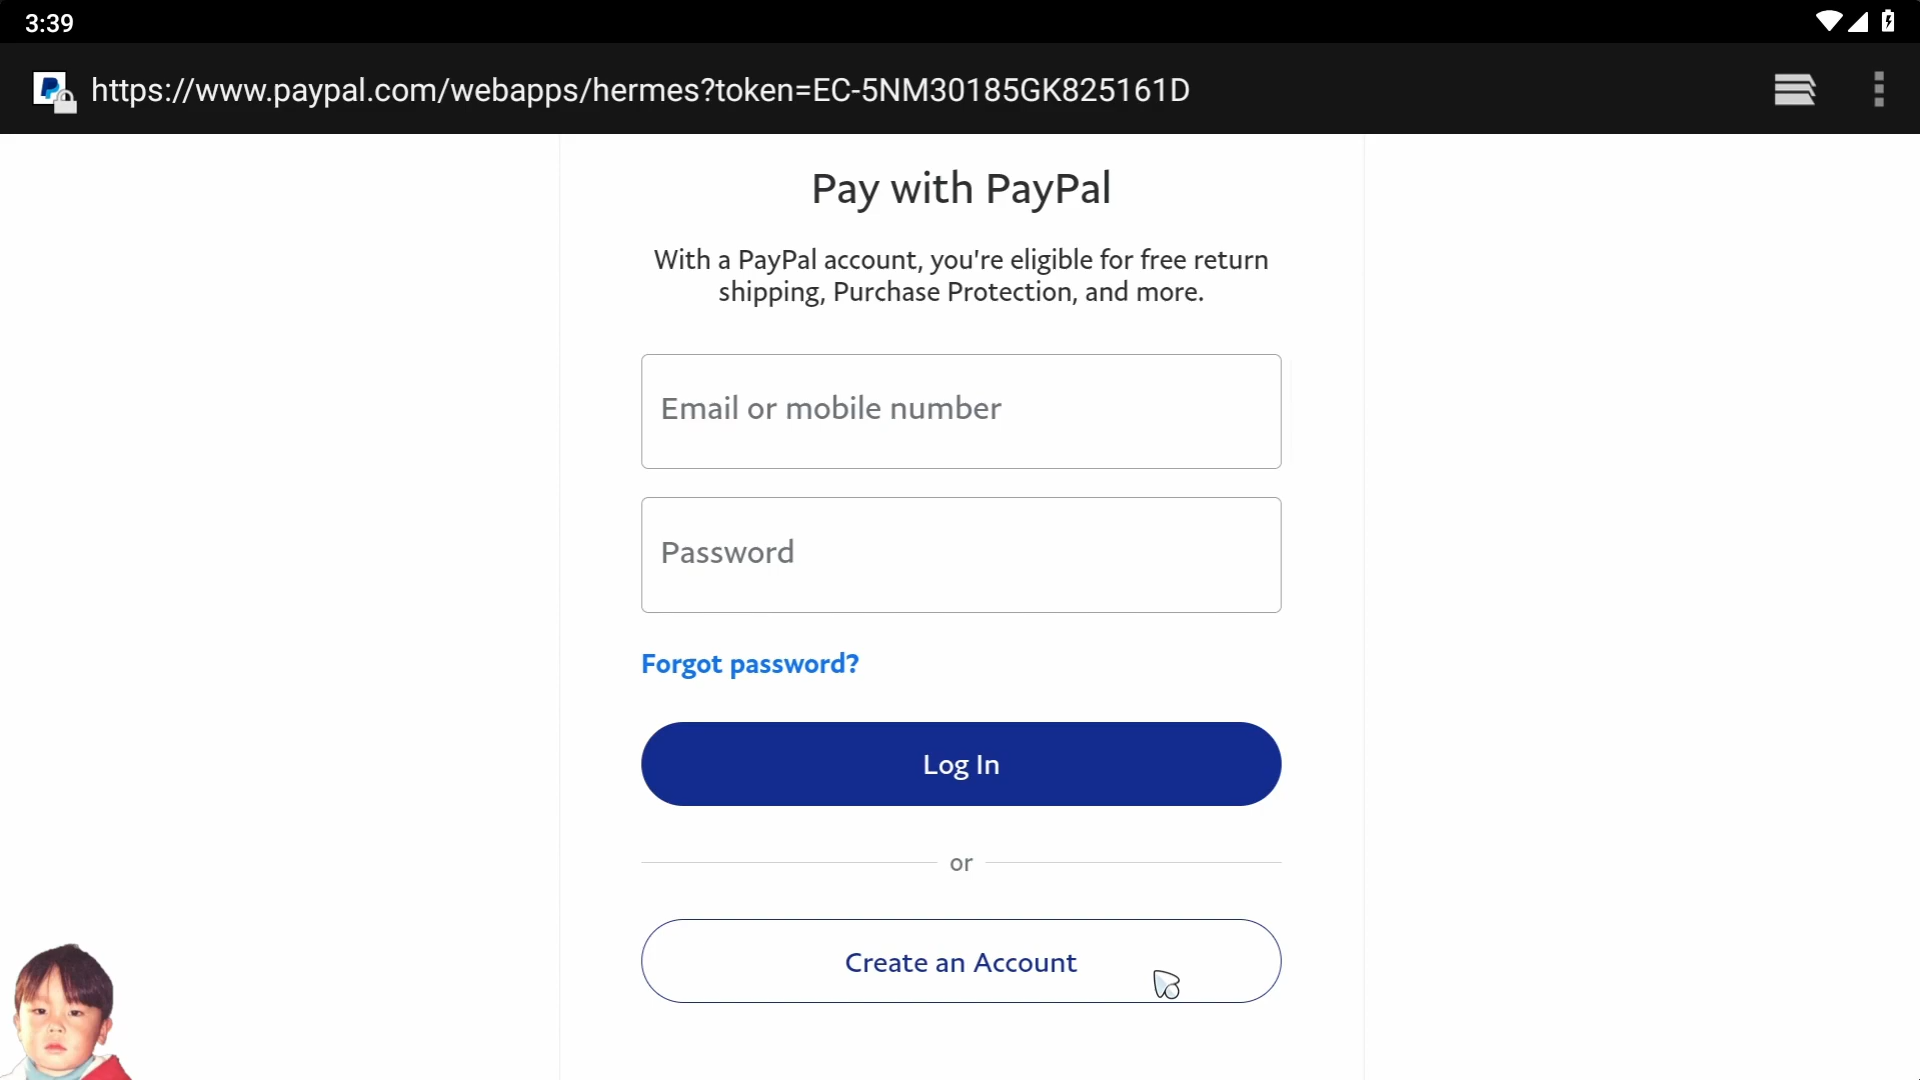 3:39
https://www.paypal.com/webapps/hermes?token=EC-5NM30185GK825161D
Pay with PayPal
With a PayPal account, you're eligible for free return
shipping, Purchase Protection, and more.
Email or mobile number
Password
Forgot password?
Log In
or
Create an Account